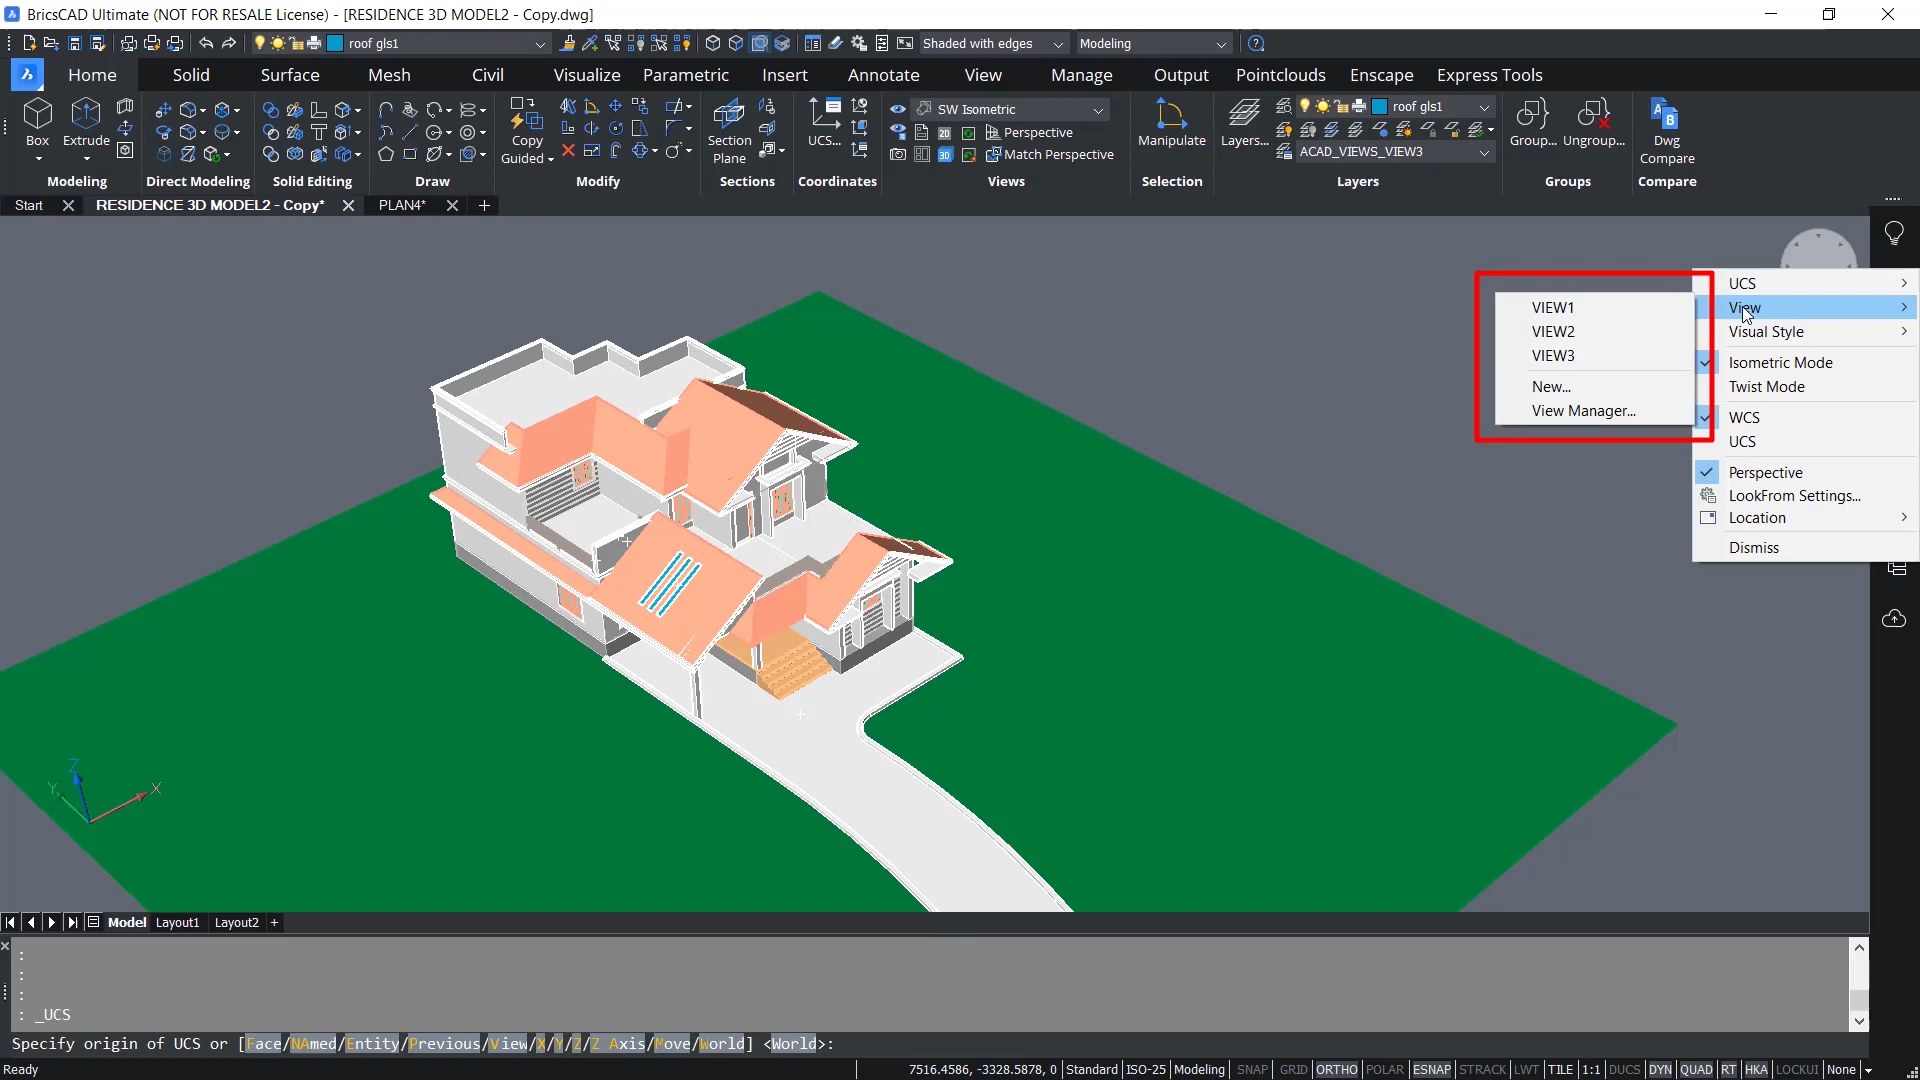 BricsCAD Ultimate (NOT FOR RESALE License) - [RESIDENCE 3D MODEL2 - Copy.dwg]
roof gls1
Shaded with edges
Modeling
Home
Solid
Surface
Mesh
Civil
Visualize
Parametric
Insert
Annotate
View
Manage
Output
Pointclouds
Enscape
Express Tools
Box
Extrude
Modeling
Direct Modeling
Solid Editing
Draw
Copy
Guided
Modify
Section
Plane
Sections
UCS...
Coordinates
SW Isometric
2D
Perspective
3D
Match Perspective
Views
Manipulate
Selection
Layers...
roof gls1
ACAD_VIEWS_VIEW3
Layers
Group...
Ungroup...
Groups
Dwg
Compare
Compare
Start
RESIDENCE 3D MODEL2 - Copy*
PLAN4*
VIEW1
VIEW2
VIEW3
New...
View Manager...
UCS
View
Visual Style
Isometric Mode
Twist Mode
WCS
UCS
Perspective
LookFrom Settings...
Location
Dismiss
Z
Y
X
Model
Layout1
Layout2
:
:
:
: _UCS
Specify origin of UCS or [Face/NAmed/Entity/Previous/View/X/Y/Z/Z Axis/Move/World] <World>:
Ready
7516.4586, -3328.5878, 0
Standard
ISO-25
Modeling
SNAP
GRID
ORTHO
POLAR
ESNAP
STRACK
LWT
TILE
1:1
DUCS
DYN
QUAD
RT
HKA
LOCKUI
None